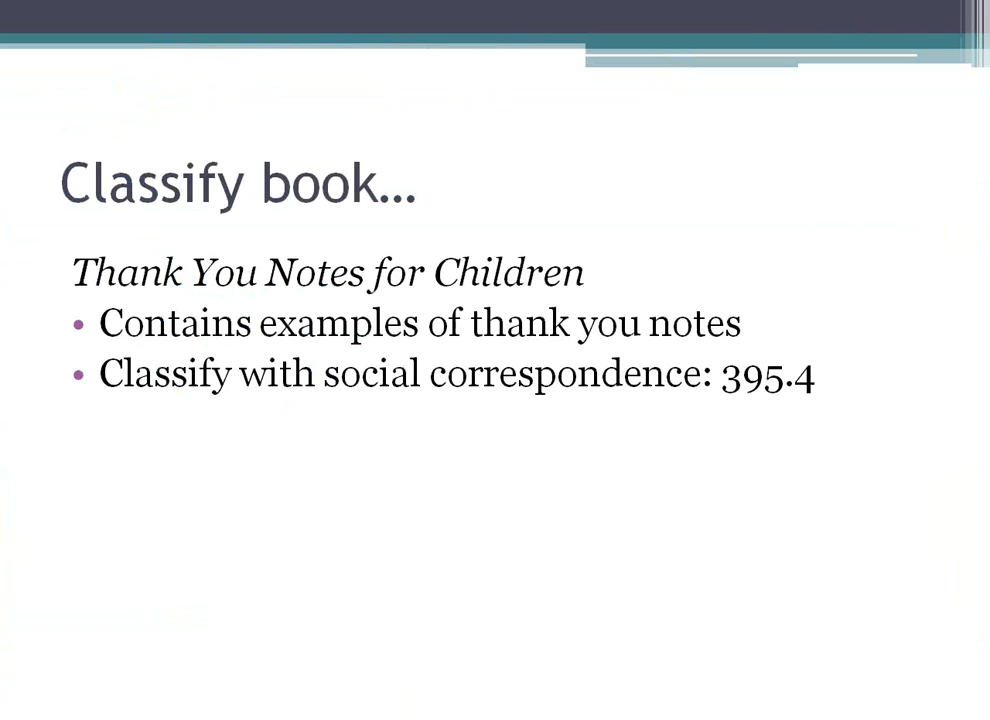 Classify book…
Thank You Notes for Children
• Contains examples of thank you notes
• Classify with social correspondence: 395.4